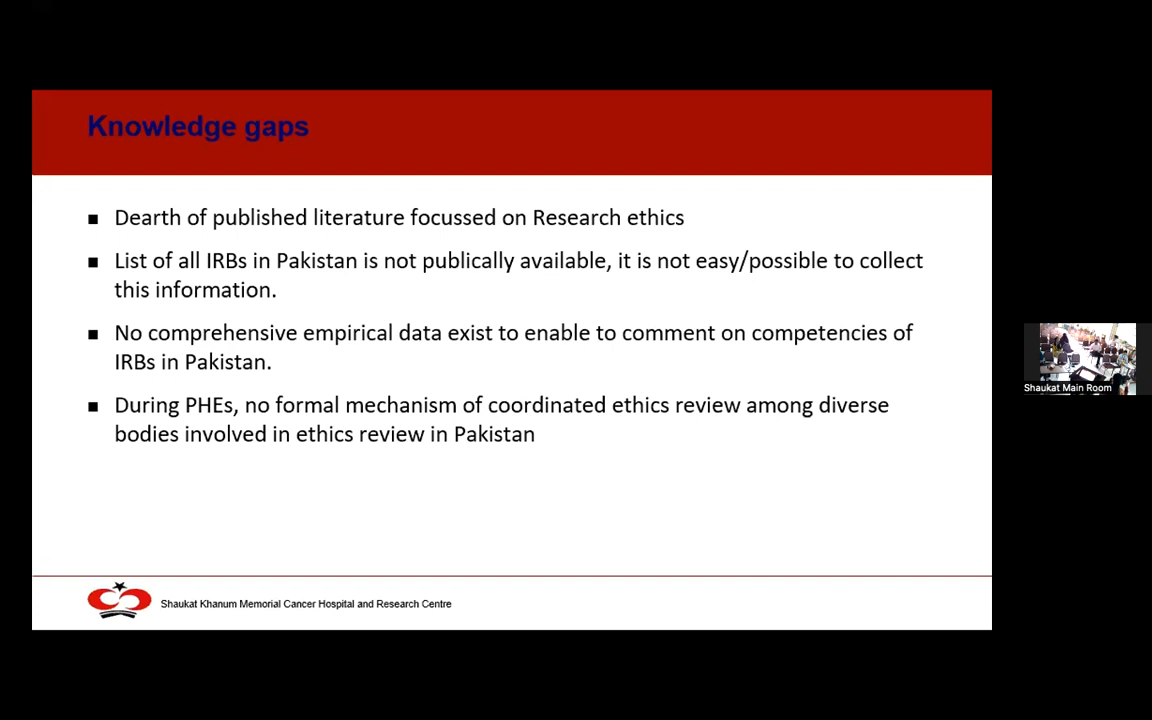 Knowledge gaps
■ Dearth of published literature focussed on Research ethics
■ List of all IRBs in Pakistan is not publically available, it is not easy/possible to collect
this information.
■ No comprehensive empirical data exist to enable to comment on competencies of
IRBs in Pakistan.
■ During PHEs, no formal mechanism of coordinated ethics review among diverse
bodies involved in ethics review in Pakistan
Shaukat Khanum Memorial Cancer Hospital and Research Centre
Shaukat Main Room